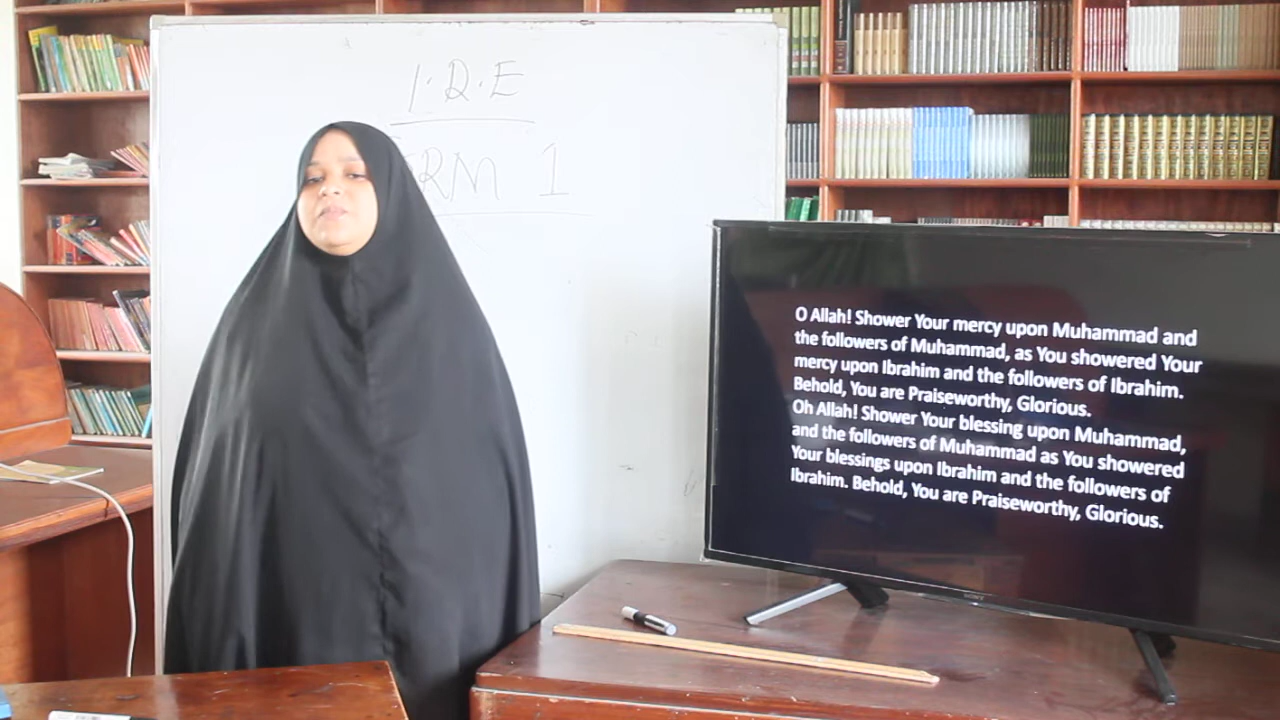 I.R.E
RM 1
O Allah! Shower Your mercy upon Muhammad and
the followers of Muhammad, as You showered Your
mercy upon Ibrahim and the followers of Ibrahim.
Behold, You are Praiseworthy, Glorious.
Oh Allah! Shower Your blessing upon Muhammad,
and the followers of Muhammad as You showered
Your blessings upon Ibrahim and the followers of
Ibrahim. Behold, You are Praiseworthy, Glorious.
SONY